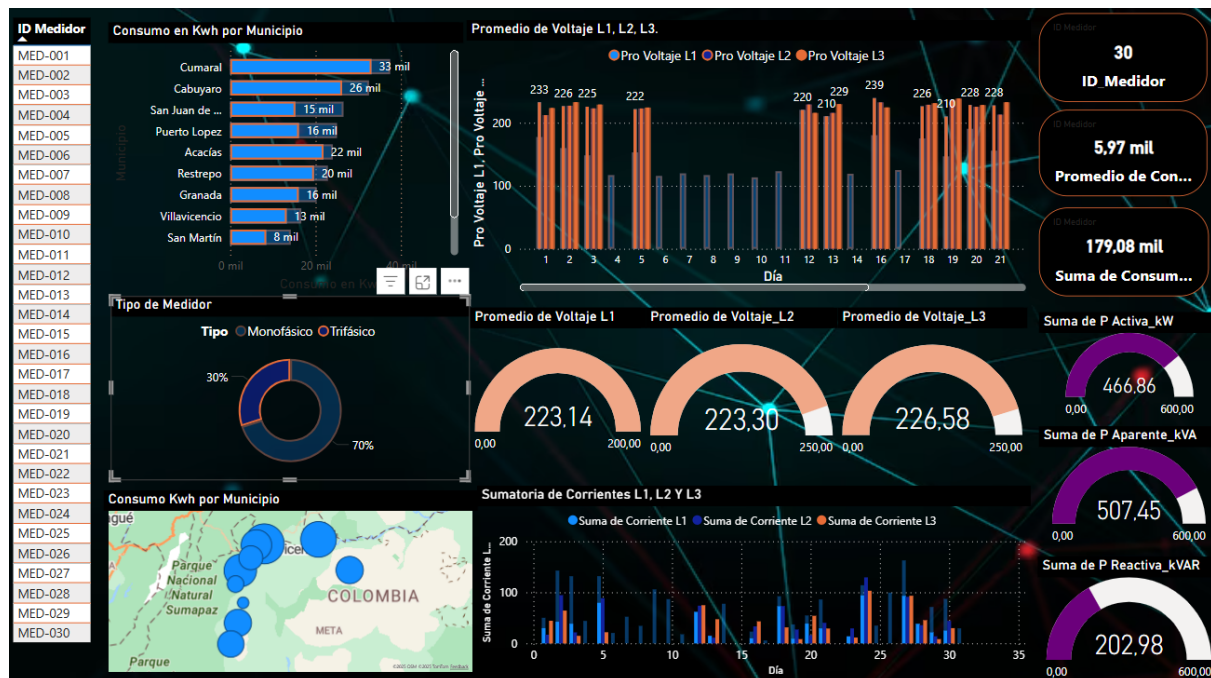 ID Medidor
MED-001
MED-002
MED-003
MED-004
MED-005
MED-006
MED-007
MED-008
MED-009
MED-010
MED-011
MED-012
MED-013
MED-014
MED-015
MED-016
MED-017
MED-018
MED-019
MED-020
MED-021
MED-022
MED-023
MED-024
MED-025
MED-026
MED-027
MED-028
MED-029
MED-030
Consumo en Kwh por Municipio
Municipio
Cumaral 33 mil
Cabuyaro 26 mil
San Juan de ... 15 mil
Puerto Lopez 16 mil
Acacías 22 mil
Restrepo 20 mil
Granada 16 mil
Villavicencio 13 mil
San Martín 8 mil
0 mil 20 mil 40 mil
Consumo en Kw
Promedio de Voltaje L1, L2, L3.
Pro Voltaje L1 Pro Voltaje L2 Pro Voltaje L3
Pro Voltaje L1, Pro Voltaje ...
200
100
0
233 226 225 222 220 210 229 239 226 210 228 228
1 2 3 4 5 6 7 8 9 10 11 12 13 14 15 16 17 18 19 20 21
Día
ID Medidor
30
ID_Medidor
ID Medidor
5,97 mil
Promedio de Con...
ID Medidor
179,08 mil
Suma de Consum...
Tipo de Medidor
Tipo Monofásico Trifásico
30%
70%
Promedio de Voltaje L1
223,14
0,00 200,00
Promedio de Voltaje_L2
223,30
0,00 250,00
Promedio de Voltaje_L3
226,58
0,00 250,00
Suma de P Activa_kW
466,86
0,00 600,00
Suma de P Aparente_kVA
507,45
0,00 600,00
Suma de P Reactiva_kVAR
202,98
0,00 600,00
Consumo Kwh por Municipio
gué
icen
Parque
Nacional
Natural
Sumapaz
COLOMBIA
META
Parque
Sumatoria de Corrientes L1, L2 Y L3
Suma de Corriente L1 Suma de Corriente L2 Suma de Corriente L3
Suma de Corriente L...
200
100
0
0 5 10 15 20 25 30 35
Día